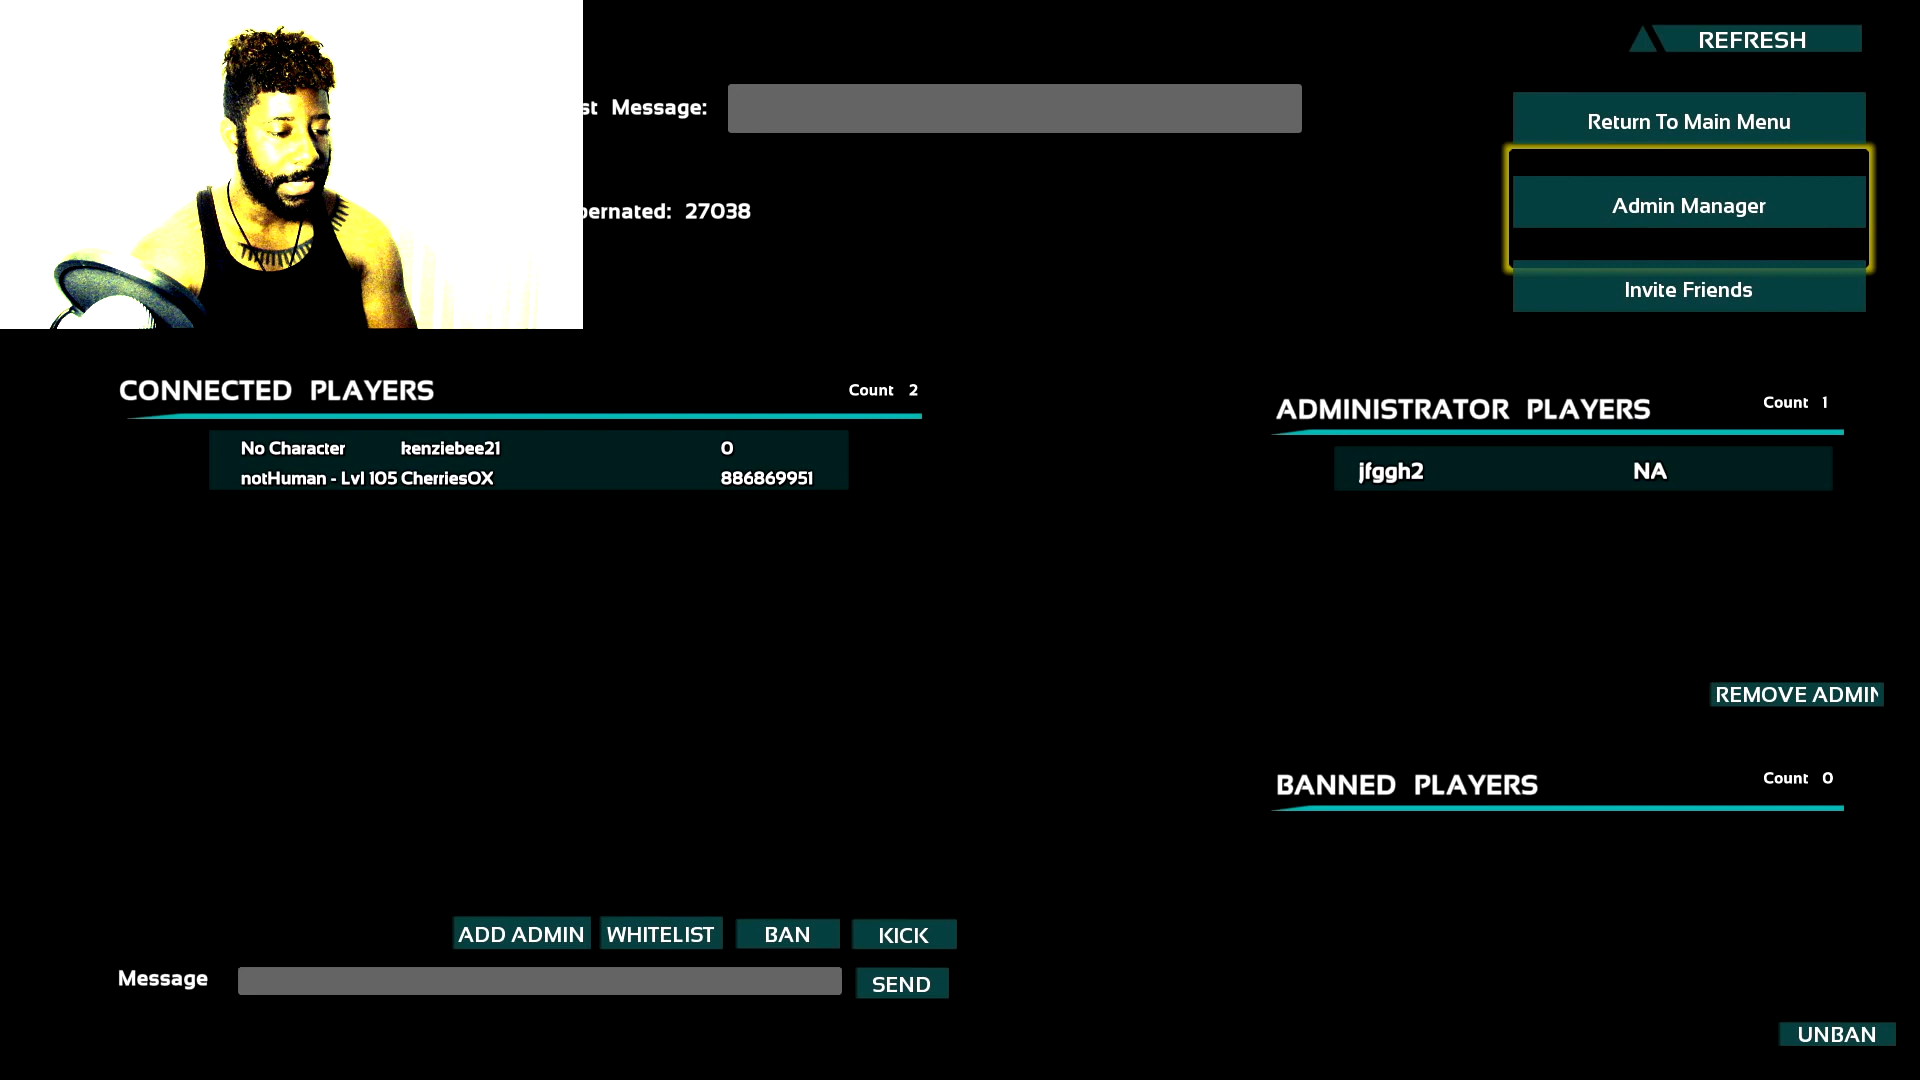 REFRESH
st Message:
Return To Main Menu
Admin Manager
bernated: 27038
Invite Friends
CONNECTED PLAYERS Count 2
No Character kenziebee21 0
notHuman - Lvl 105 CherriesOX 886869951
ADMINISTRATOR PLAYERS Count 1
jfggh2 NA
REMOVE ADMIN
BANNED PLAYERS Count 0
ADD ADMIN WHITELIST BAN KICK
Message SEND
UNBAN